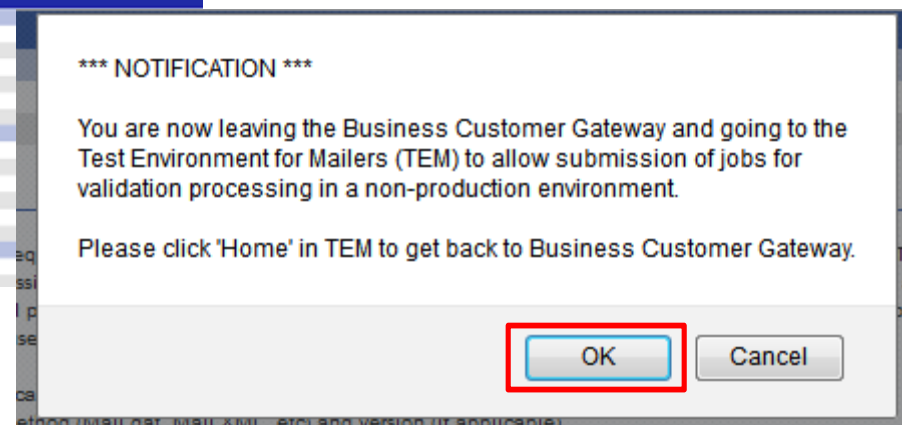 *** NOTIFICATION ***
You are now leaving the Business Customer Gateway and going to the
Test Environment for Mailers (TEM) to allow submission of jobs for
validation processing in a non-production environment.
Please click 'Home' in TEM to get back to Business Customer Gateway.
OK Cancel